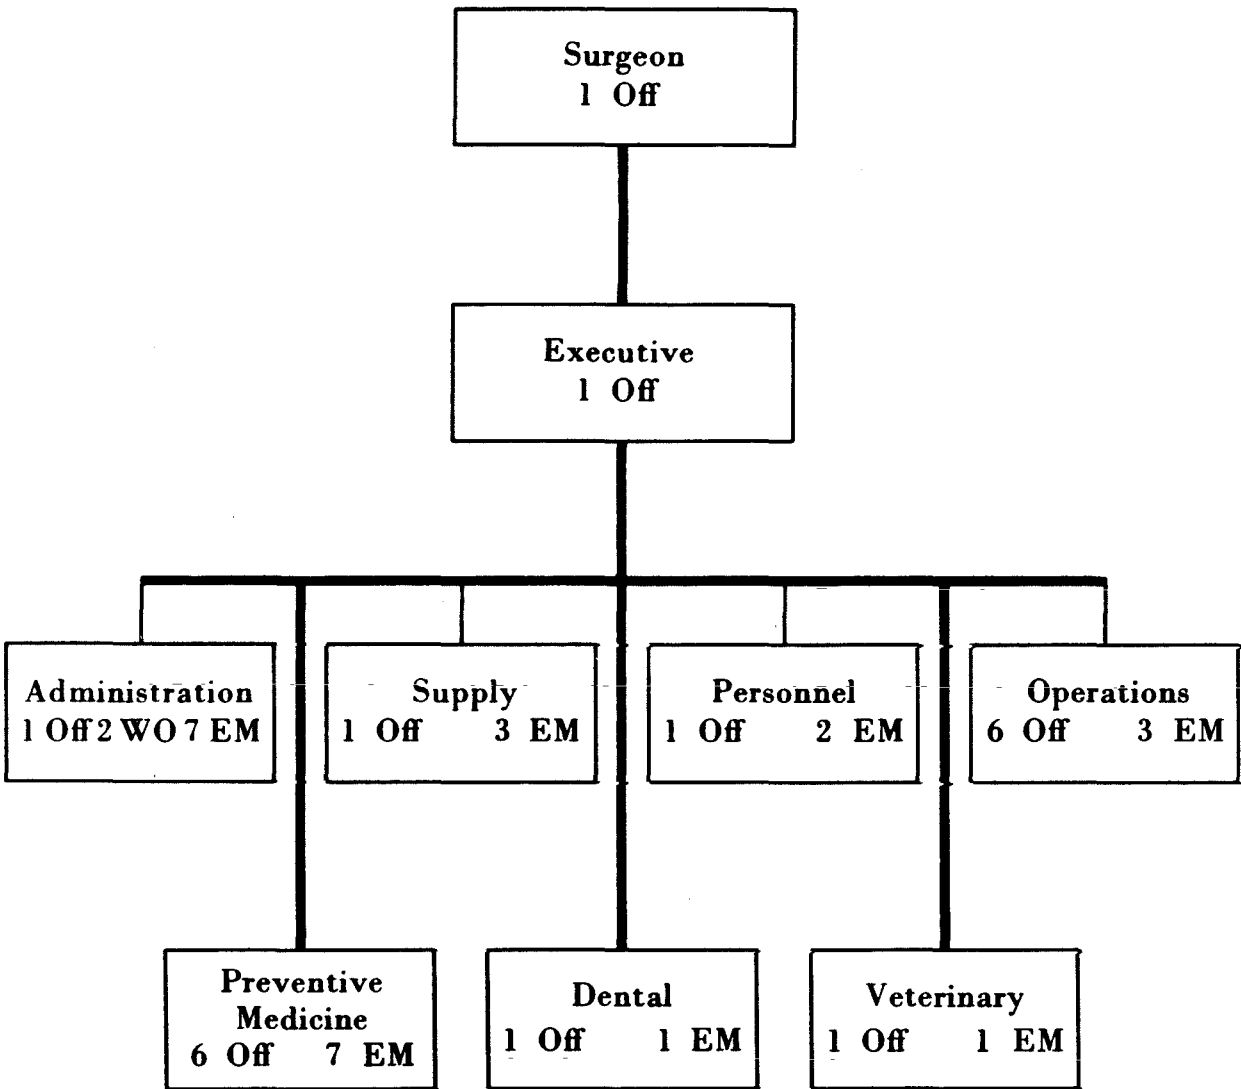 Surgeon
1 Off
Executive
1 Off
Administration
1 Off 2 WO 7 EM
Supply
1 Off 3 EM
Personnel
1 Off 2 EM
Operations
6 Off 3 EM
Preventive
Medicine
6 Off 7 EM
Dental
1 Off 1 EM
Veterinary
1 Off 1 EM